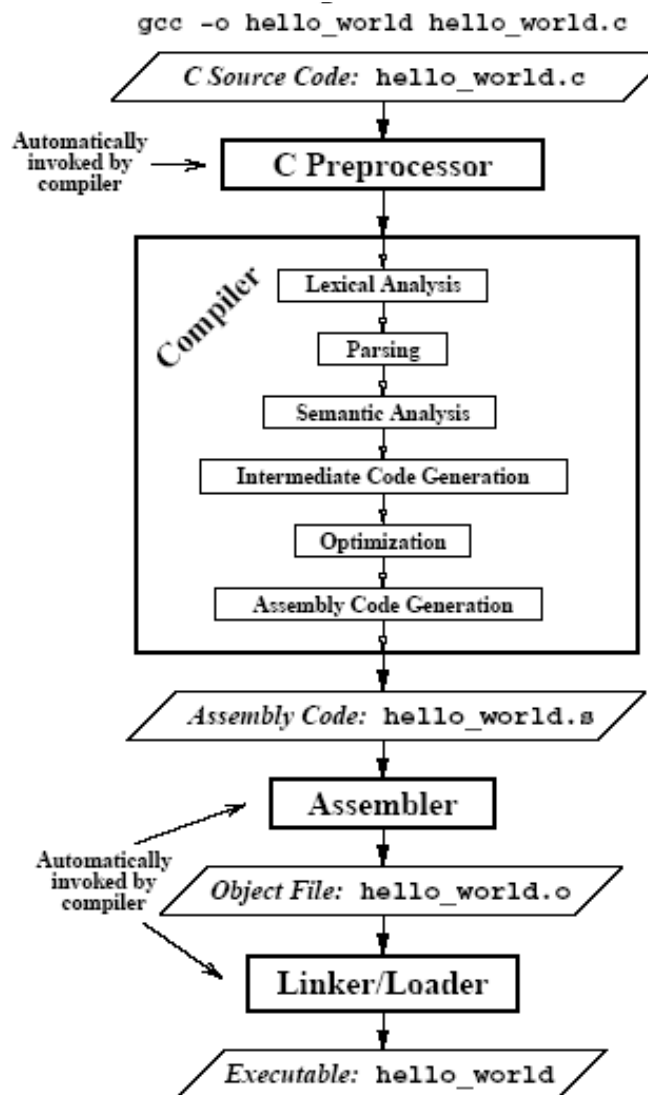 gcc -o hello_world hello_world.c
C Source Code: hello_world.c
Automatically
invoked by
compiler
C Preprocessor
Compiler
Lexical Analysis
Parsing
Semantic Analysis
Intermediate Code Generation
Optimization
Assembly Code Generation
Assembly Code: hello_world.s
Assembler
Automatically
invoked by
compiler
Object File: hello_world.o
Linker/Loader
Executable: hello_world